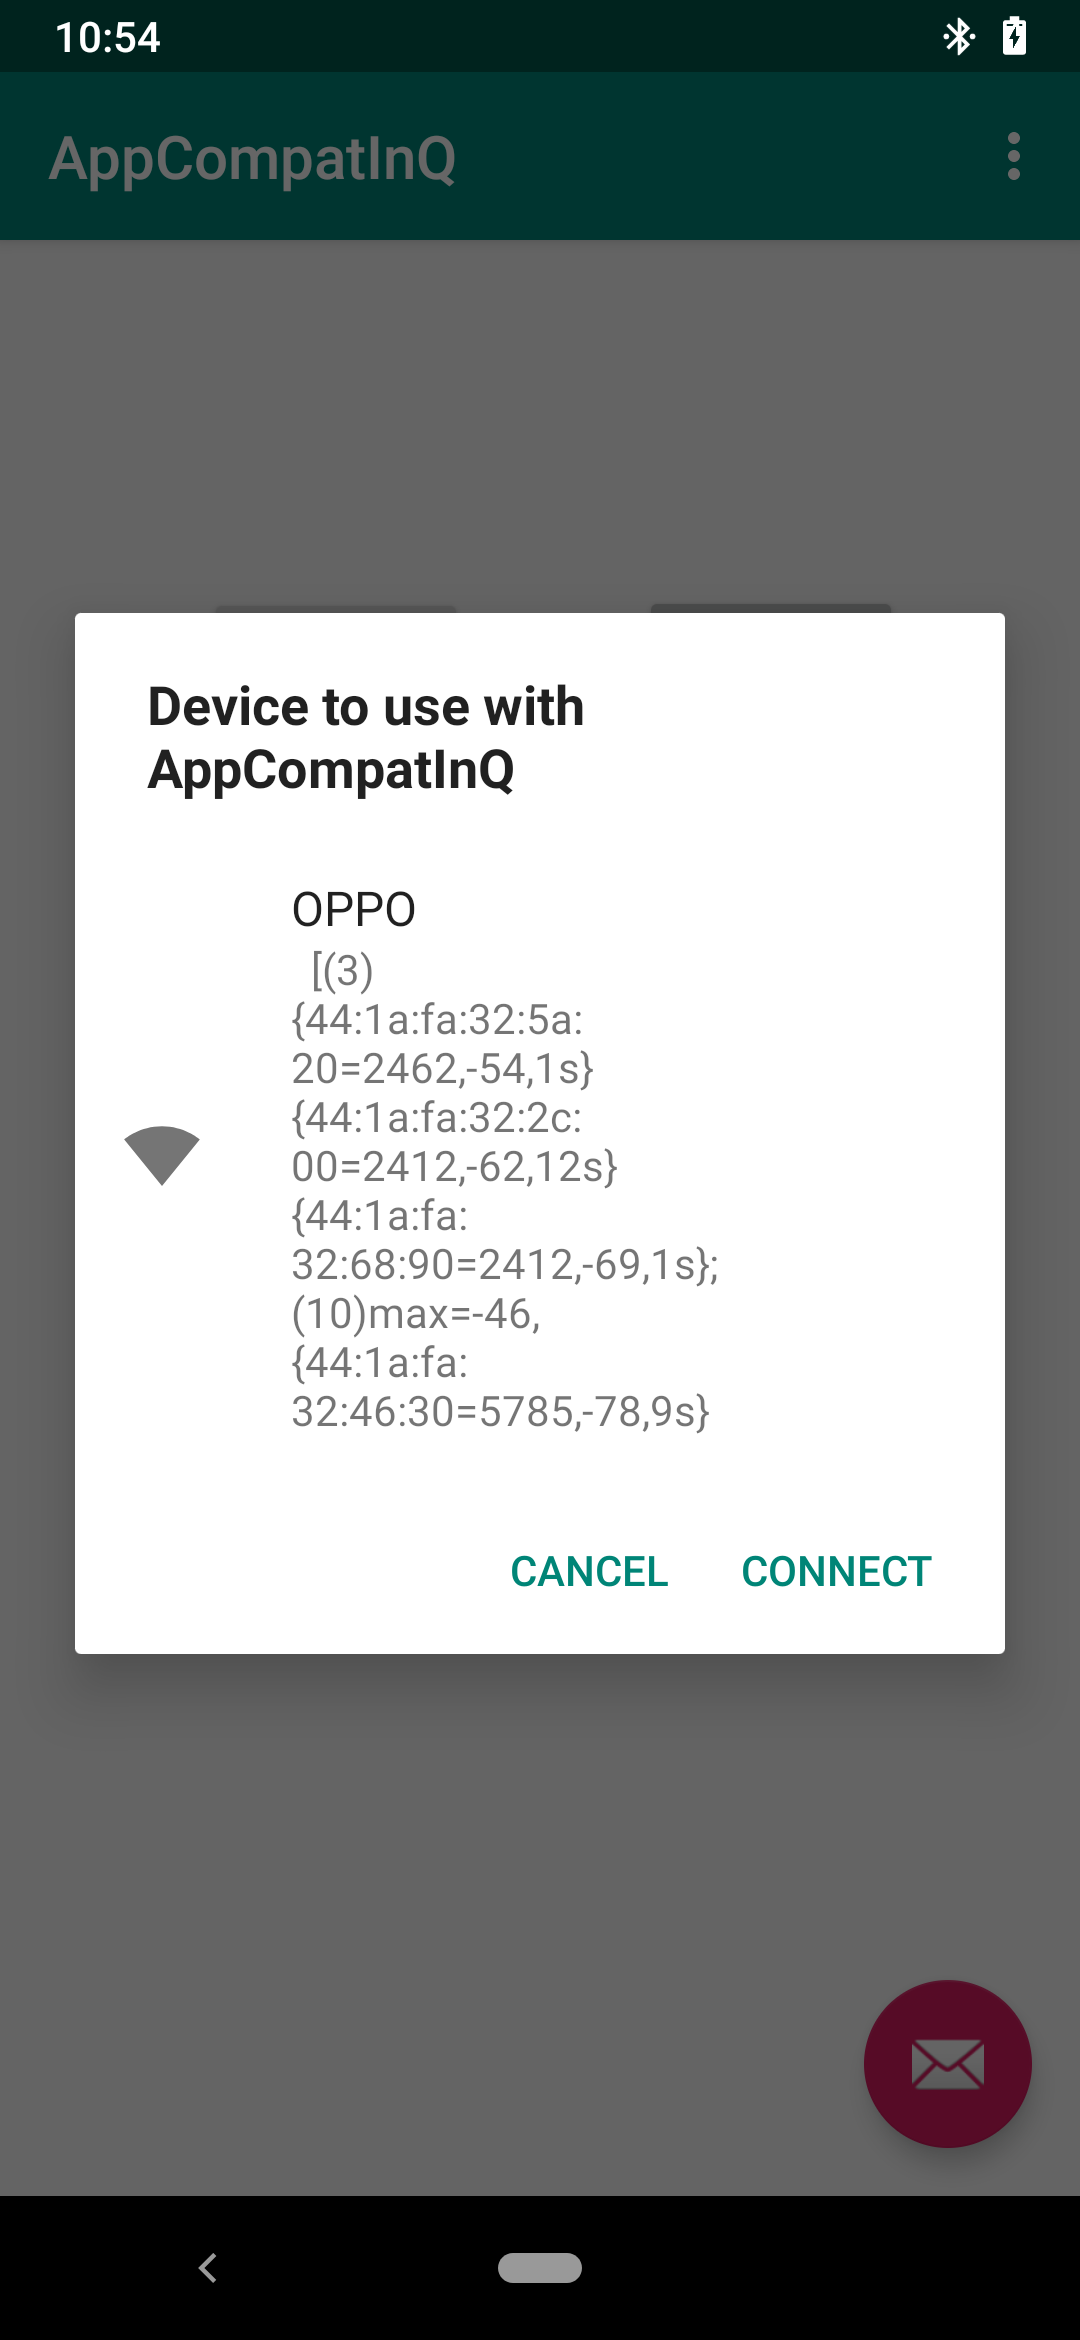 10:54
AppCompatInQ
Device to use with
AppCompatInQ
OPPO
[(3)
{44:1a:fa:32:5a:
20=2462,-54,1s}
{44:1a:fa:32:2c:
00=2412,-62,12s}
{44:1a:fa:
32:68:90=2412,-69,1s};
(10)max=-46,
{44:1a:fa:
32:46:30=5785,-78,9s}
CANCEL CONNECT